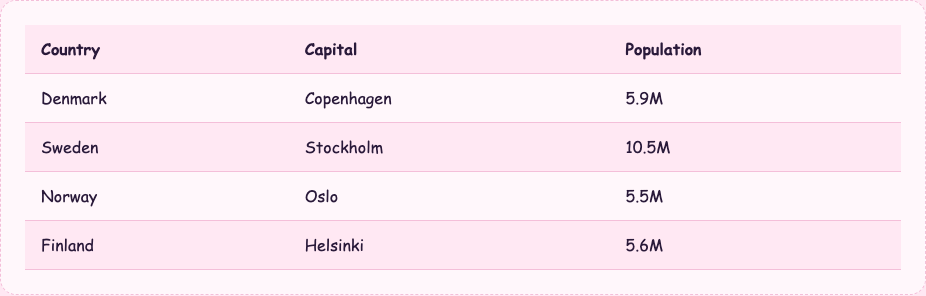 Country Capital Population
Denmark Copenhagen 5.9M
Sweden Stockholm 10.5M
Norway Oslo 5.5M
Finland Helsinki 5.6M